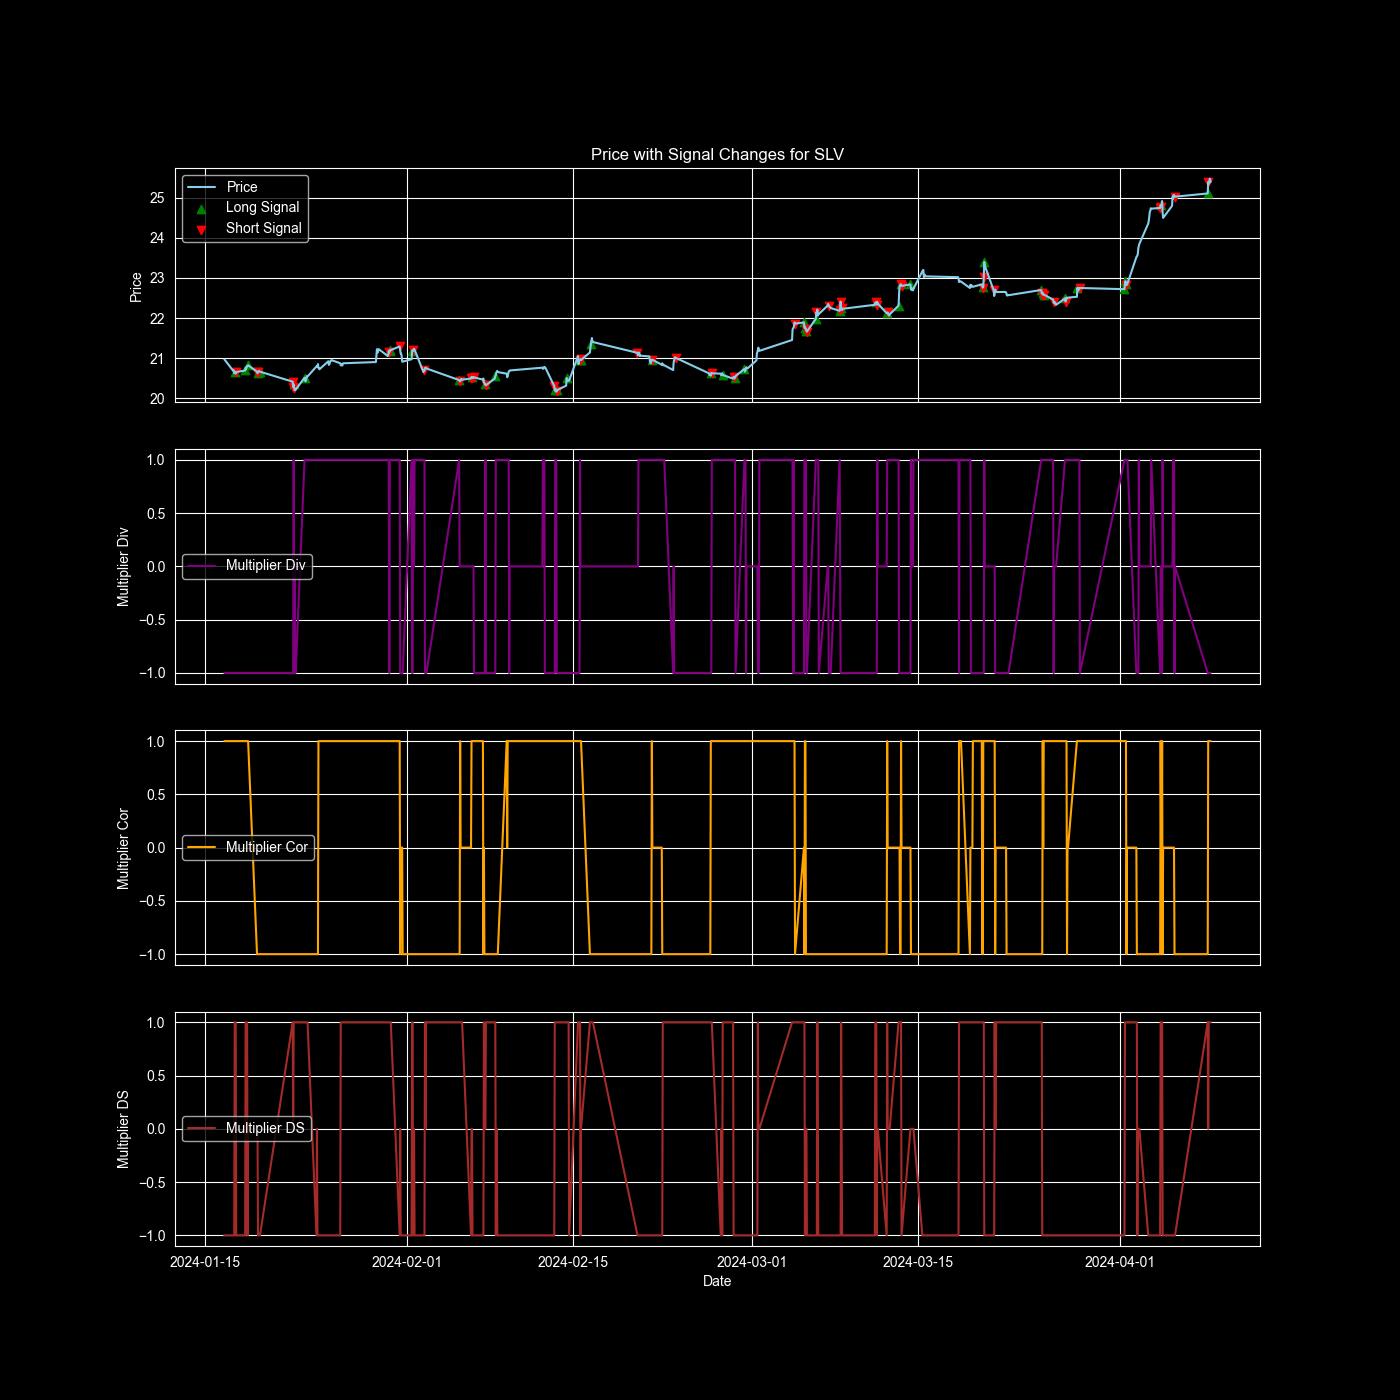 Price with Signal Changes for SLV
Price
Long Signal
Short Signal
25
24
23
22
21
20
Price
1.0
0.5
0.0
−0.5
−1.0
Multiplier Div
Multiplier Div
1.0
0.5
0.0
−0.5
−1.0
Multiplier Cor
Multiplier Cor
1.0
0.5
0.0
−0.5
−1.0
Multiplier DS
Multiplier DS
2024-01-15 2024-02-01 2024-02-15 2024-03-01 2024-03-15 2024-04-01
Date